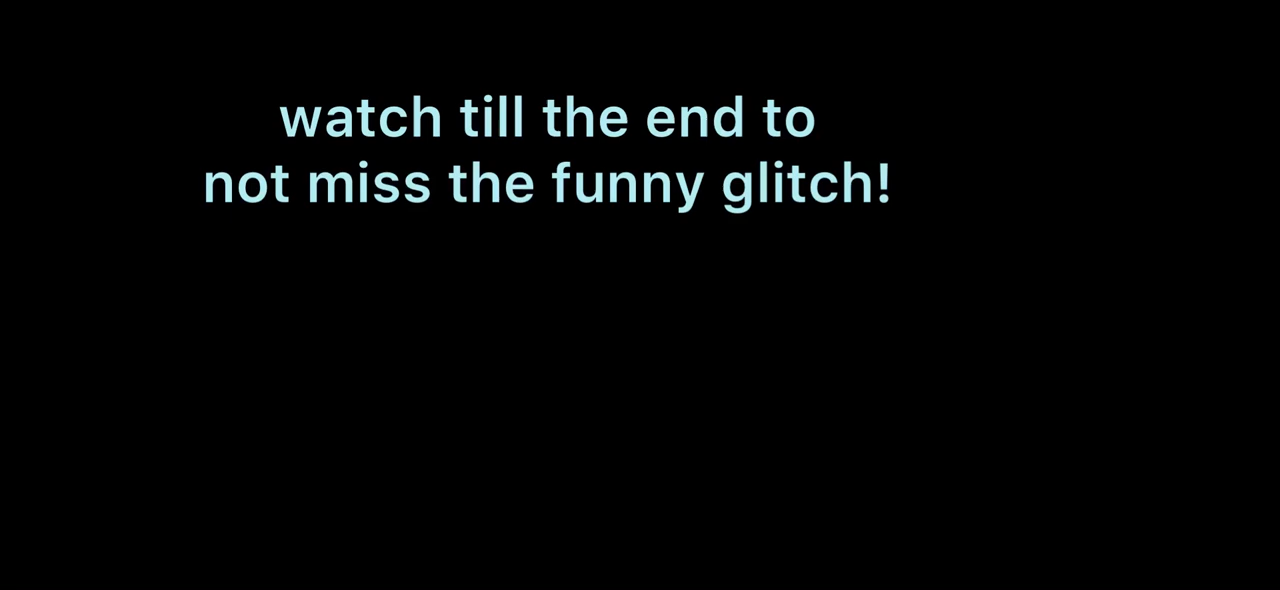 watch till the end to
not miss the funny glitch!